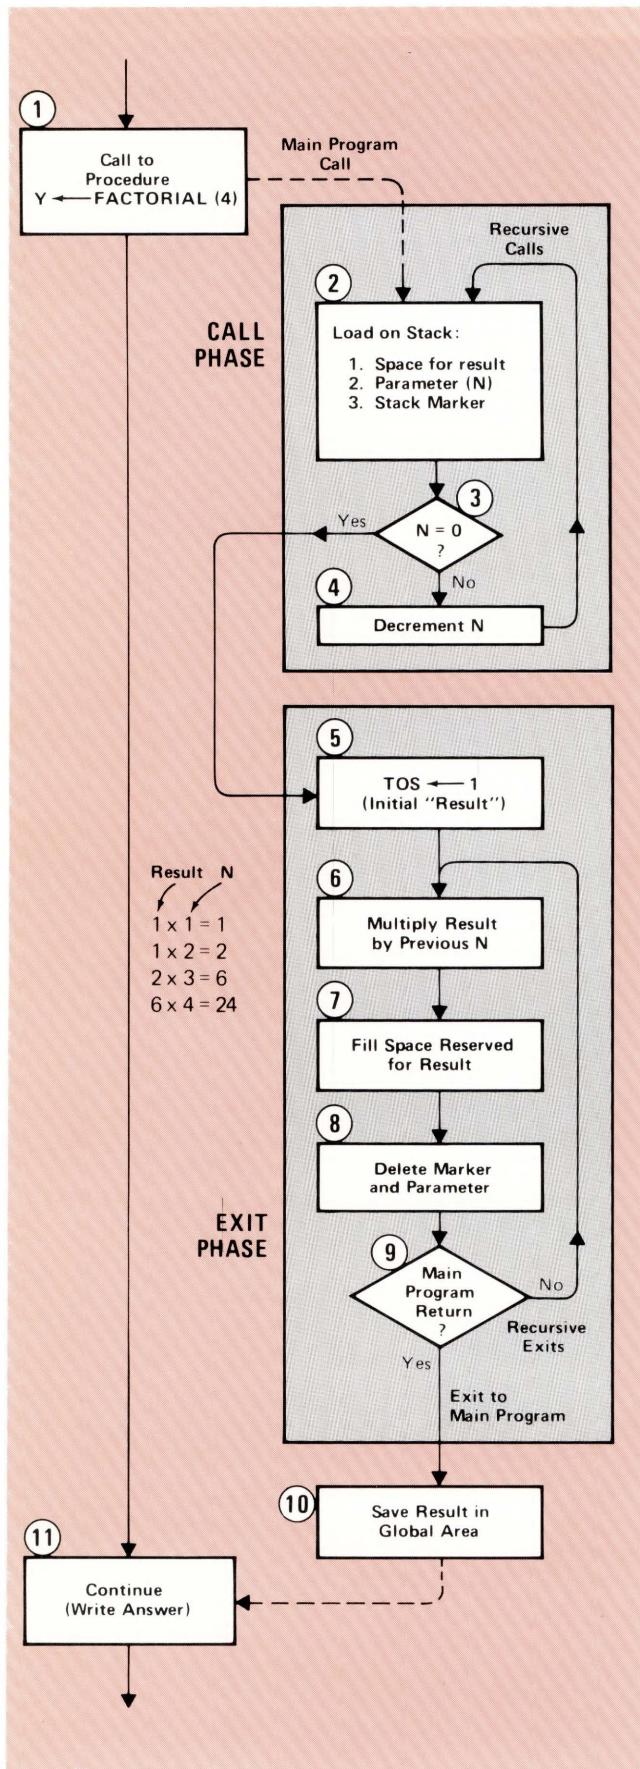 1
Call to
Procedure
Y ← FACTORIAL (4)
Main Program
Call
CALL
PHASE
Recursive
Calls
2
Load on Stack:
1. Space for result
2. Parameter (N)
3. Stack Marker
3
N = 0
?
Yes
No
4
Decrement N
5
TOS ← 1
(Initial "Result")
Result N
1 x 1 = 1
1 x 2 = 2
2 x 3 = 6
6 x 4 = 24
6
Multiply Result
by Previous N
7
Fill Space Reserved
for Result
8
Delete Marker
and Parameter
EXIT
PHASE
9
Main
Program
Return
?
No
Recursive
Exits
Yes
Exit to
Main Program
10
Save Result in
Global Area
11
Continue
(Write Answer)